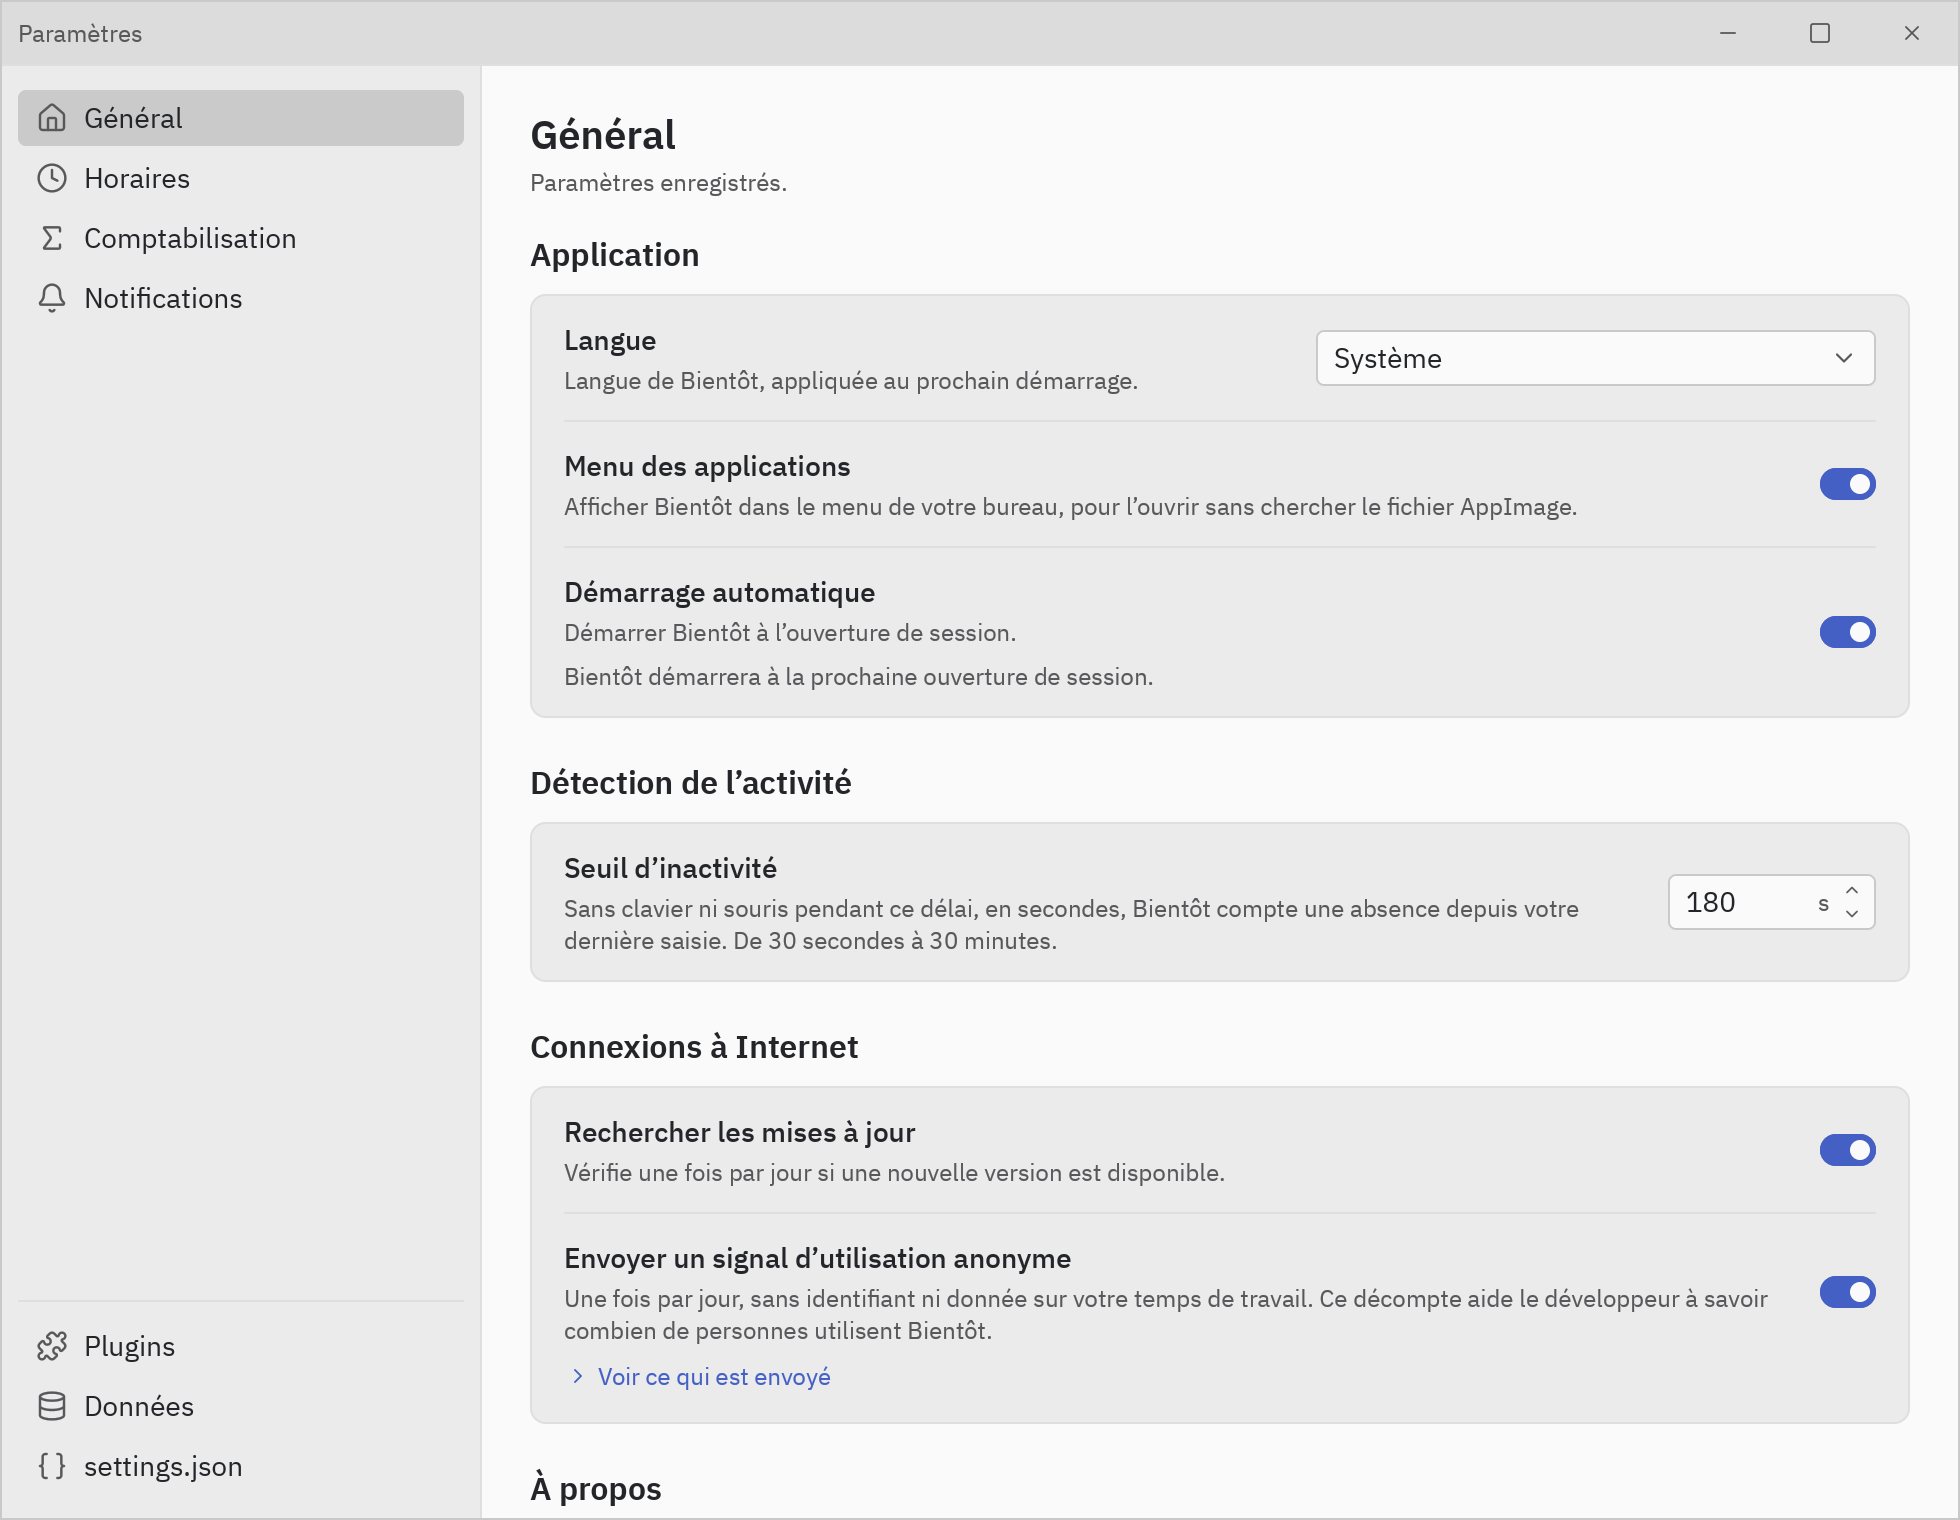 Paramètres
Général
Horaires
Comptabilisation
Notifications
Plugins
Données
settings.json
Général
Paramètres enregistrés.
Application
Langue
Langue de Bientôt, appliquée au prochain démarrage.
Système
Menu des applications
Afficher Bientôt dans le menu de votre bureau, pour l’ouvrir sans chercher le fichier AppImage.
Démarrage automatique
Démarrer Bientôt à l’ouverture de session.
Bientôt démarrera à la prochaine ouverture de session.
Détection de l’activité
Seuil d’inactivité
Sans clavier ni souris pendant ce délai, en secondes, Bientôt compte une absence depuis votre
dernière saisie. De 30 secondes à 30 minutes.
180 s
Connexions à Internet
Rechercher les mises à jour
Vérifie une fois par jour si une nouvelle version est disponible.
Envoyer un signal d’utilisation anonyme
Une fois par jour, sans identifiant ni donnée sur votre temps de travail. Ce décompte aide le développeur à savoir
combien de personnes utilisent Bientôt.
Voir ce qui est envoyé
À propos